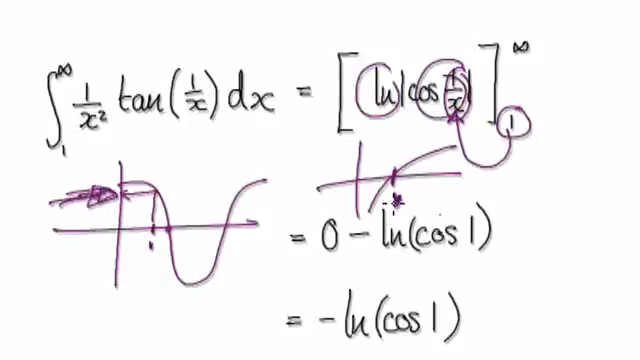 ∫₁^∞ 1/x² tan(1/x) dx = [ln|cos 1/x|]₁^∞
= 0 - ln(cos 1)
= -ln(cos 1)